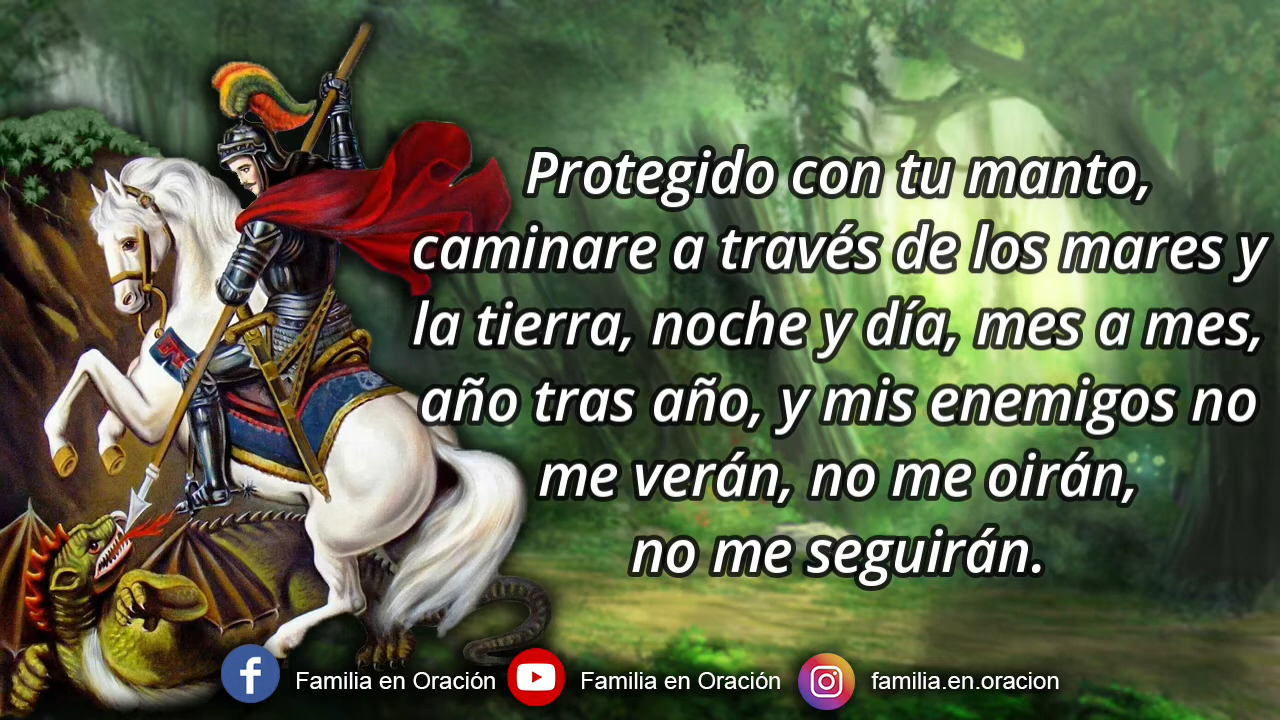 Protegido con tu manto,
caminare a través de los mares y
la tierra, noche y día, mes a mes,
año tras año, y mis enemigos no
me verán, no me oirán,
no me seguirán.
Familia en Oración Familia en Oración familia.en.oracion